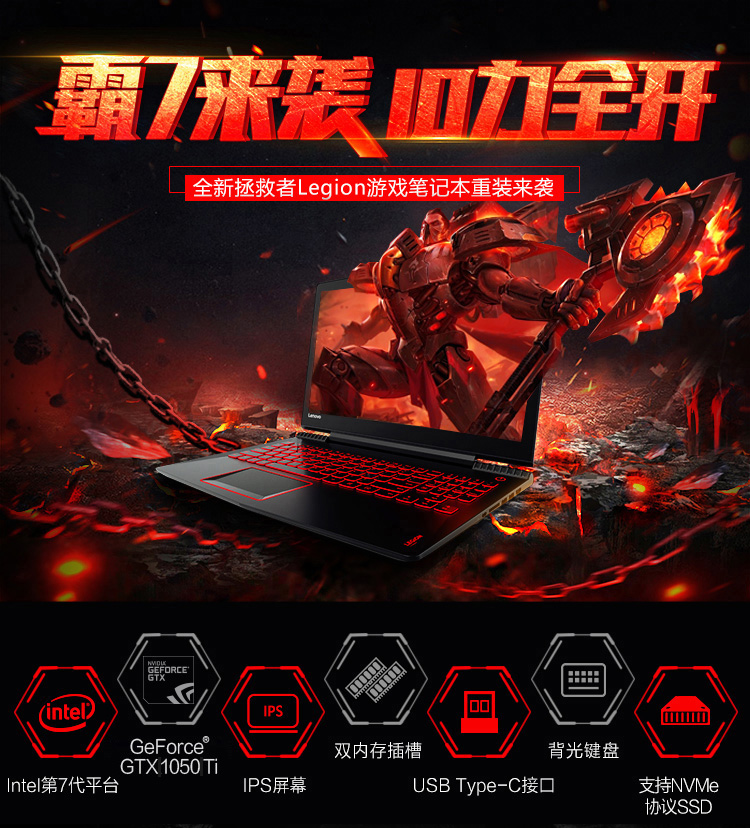 霸7来袭 10力全开
全新拯救者Legion游戏笔记本重装来袭
Lenovo
LEGION
intel
Intel第7代平台
NVIDIA
GEFORCE
GTX
GeForce®
GTX1050Ti
IPS
IPS屏幕
双内存插槽
USB Type-C接口
背光键盘
支持NVMe
协议SSD